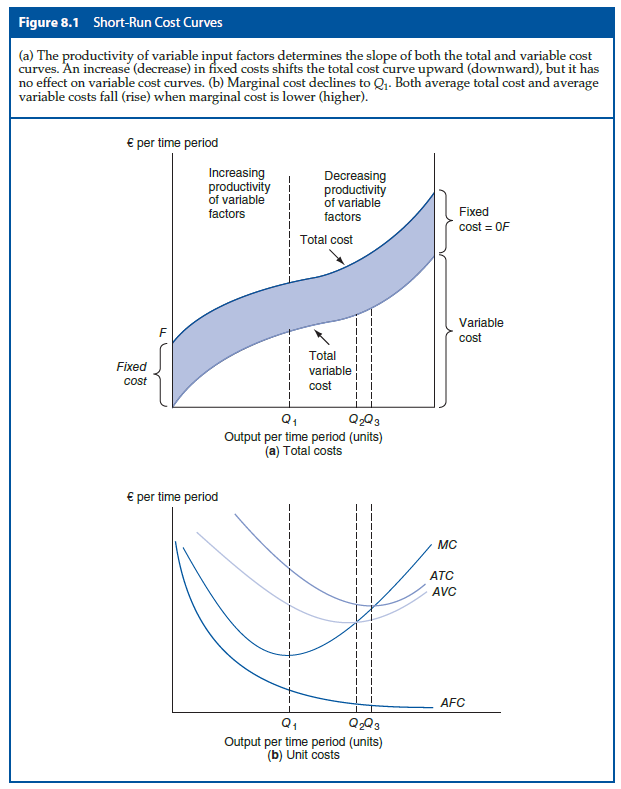 Figure 8.1 Short-Run Cost Curves
(a) The productivity of variable input factors determines the slope of both the total and variable cost
curves. An increase (decrease) in fixed costs shifts the total cost curve upward (downward), but it has
no effect on variable cost curves. (b) Marginal cost declines to Q₁. Both average total cost and average
variable costs fall (rise) when marginal cost is lower (higher).
€ per time period
Increasing
productivity
of variable
factors
Decreasing
productivity
of variable
factors
Total cost
Fixed
cost = 0F
F
Fixed
cost
Variable
cost
Total
variable
cost
Q₁ Q₂Q₃
Output per time period (units)
(a) Total costs
€ per time period
MC
ATC
AVC
AFC
Q₁ Q₂Q₃
Output per time period (units)
(b) Unit costs